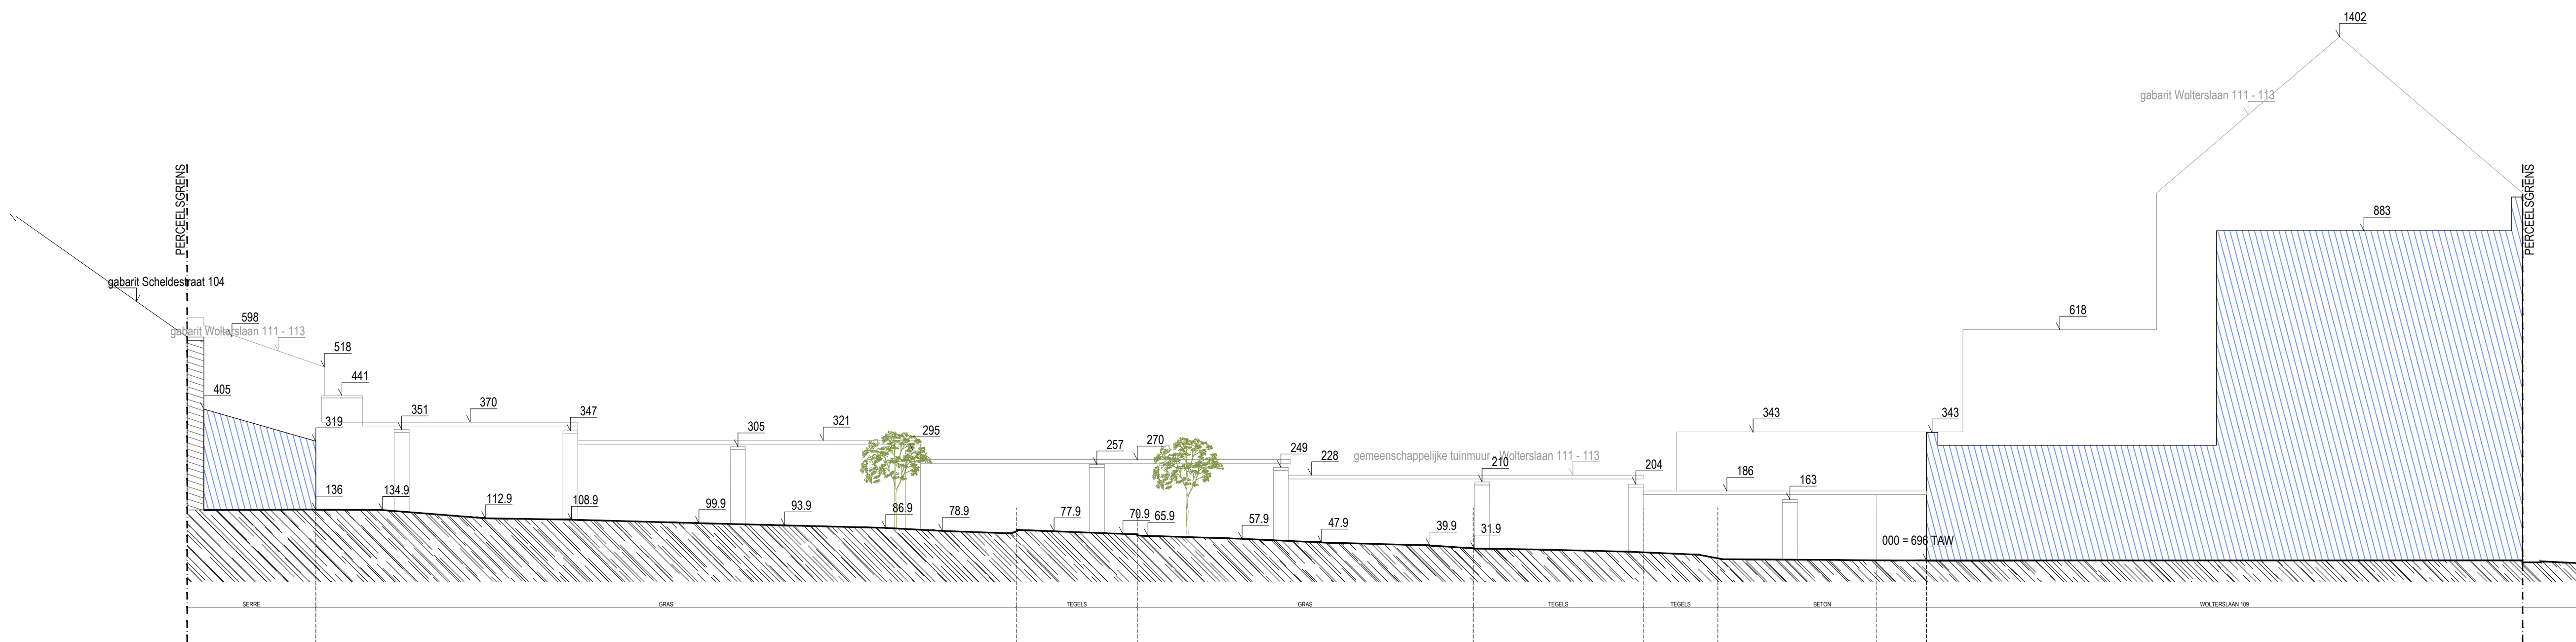 1402
gabarit Wolterslaan 111 - 113
PERCEELSGRENS
PERCEELSGRENS
883
gabarit Scheldestraat 104
598
618
gabarit Wolterslaan 111 - 113
518
441
405
351
370
347
343
343
319
305
321
295
257
270
249
gemeenschappelijke tuinmuur - Wolterslaan 111 - 113
228
210
204
186
163
136
134.9
112.9
108.9
99.9
93.9
86.9
78.9
77.9
70.9
65.9
57.9
47.9
39.9
31.9
000 = 696 TAW
SERRE
GRAS
TEGELS
GRAS
TEGELS
TEGELS
BETON
WOLTERSLAAN 109